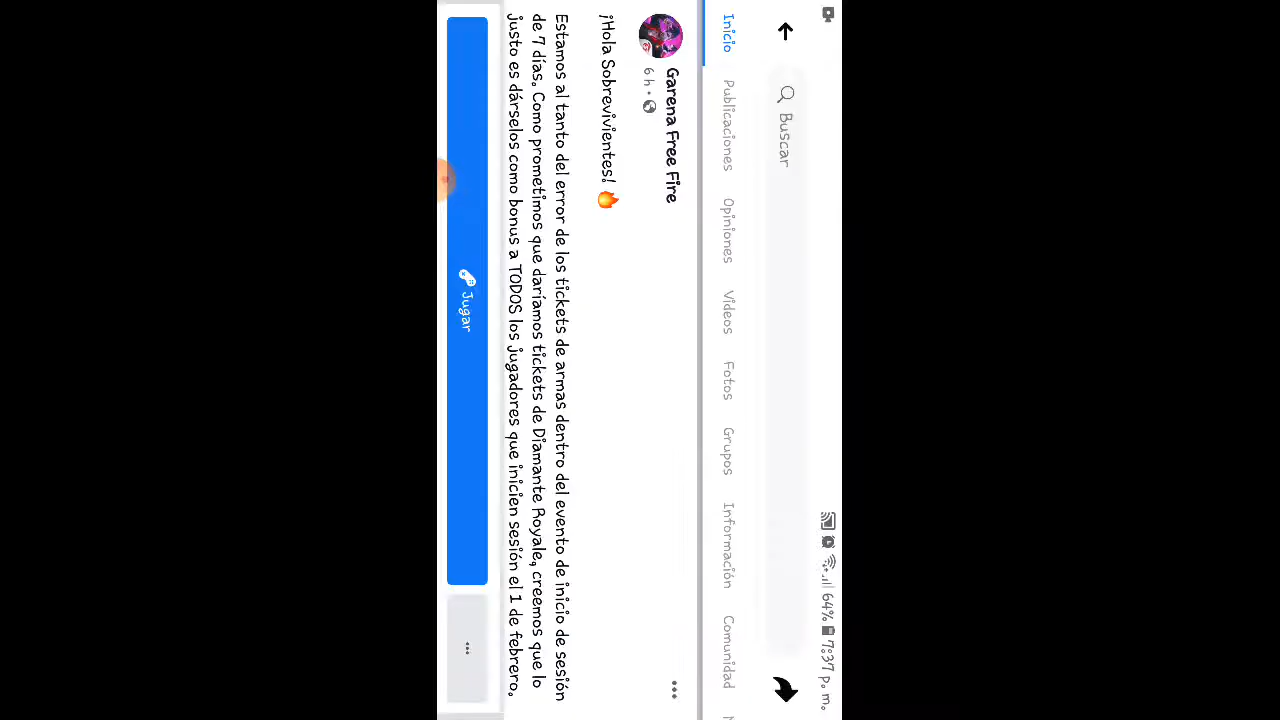 64% 7:37 p. m.
Buscar
Inicio Publicaciones Opiniones Videos Fotos Grupos Información Comunidad
Garena Free Fire
6 h
¡Hola Sobrevivientes! 🔥
Estamos al tanto del error de los tickets de armas dentro del evento de inicio de sesión
de 7 días. Como prometimos que daríamos tickets de Diamante Royale, creemos que lo
justo es dárselos como bonus a TODOS los jugadores que inicien sesión el 1 de febrero.
Jugar